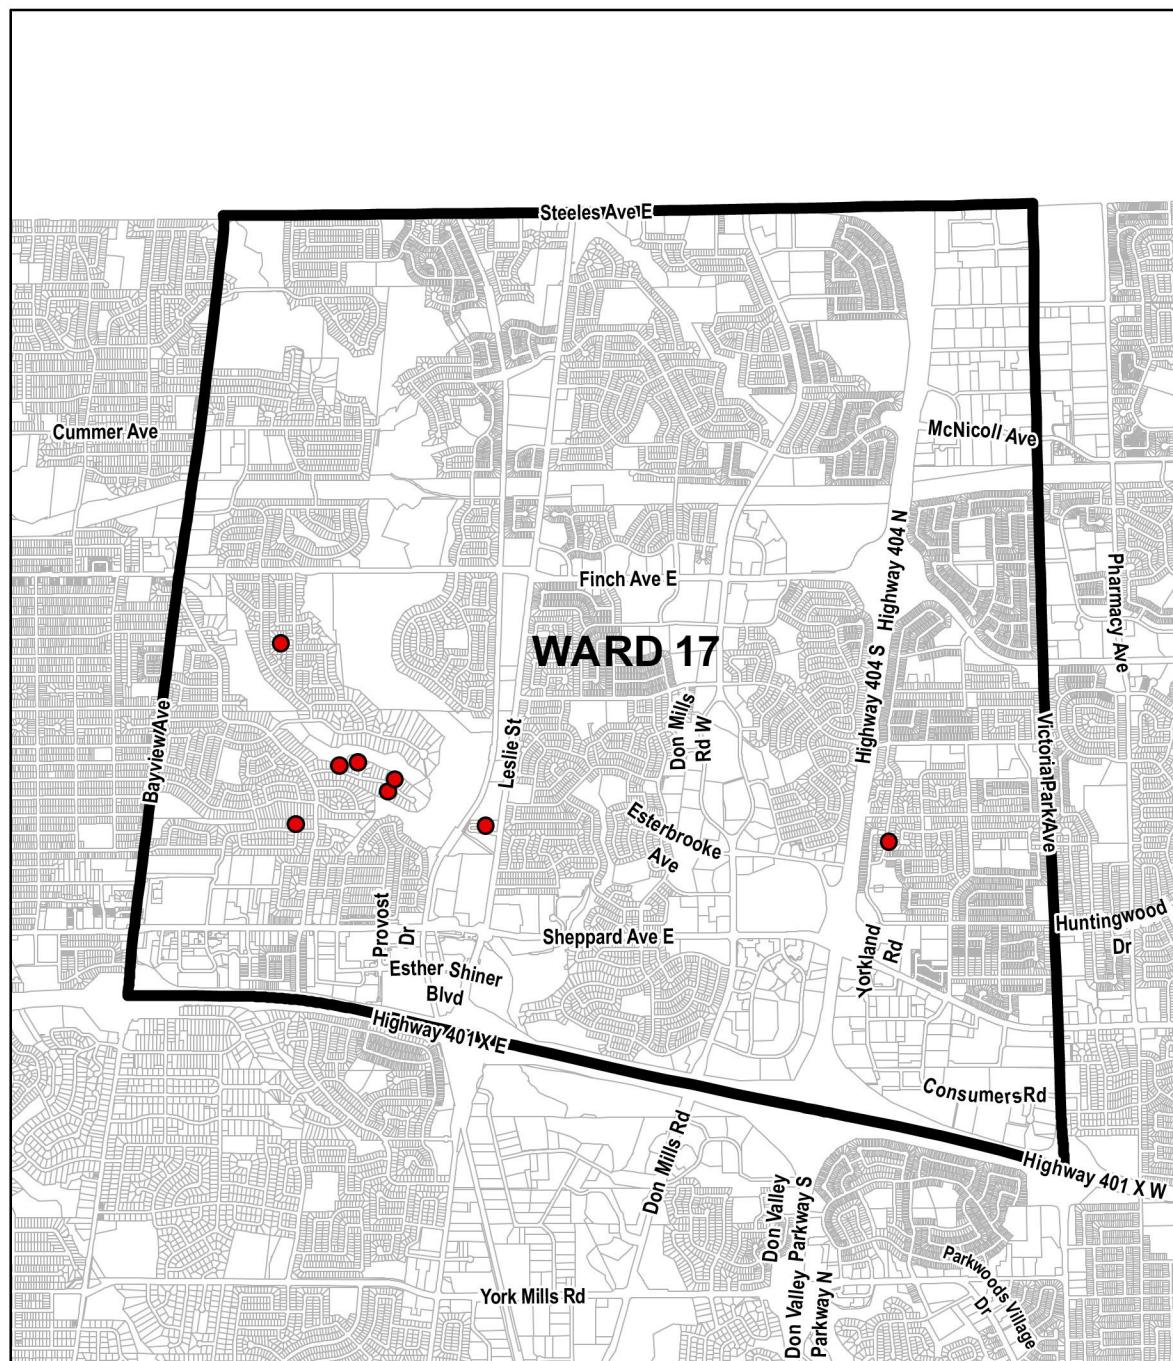 Steeles Ave E
Cummer Ave
McNicoll Ave
Highway 404 N
Finch Ave E
Pharmacy Ave
WARD 17
Highway 404 S
Don Mills
Rd W
Leslie St
Bayview Ave
Victoria Park Ave
Esterbrooke
Ave
Provost
Dr
Sheppard Ave E
Yorkland
Rd
Huntingwood
Dr
Esther Shiner
Blvd
Highway 401 X E
Consumers Rd
Don Mills Rd
Highway 401 X W
Don Valley
Parkway S
York Mills Rd
Don Valley
Parkway N
Parkwoods Village
Dr